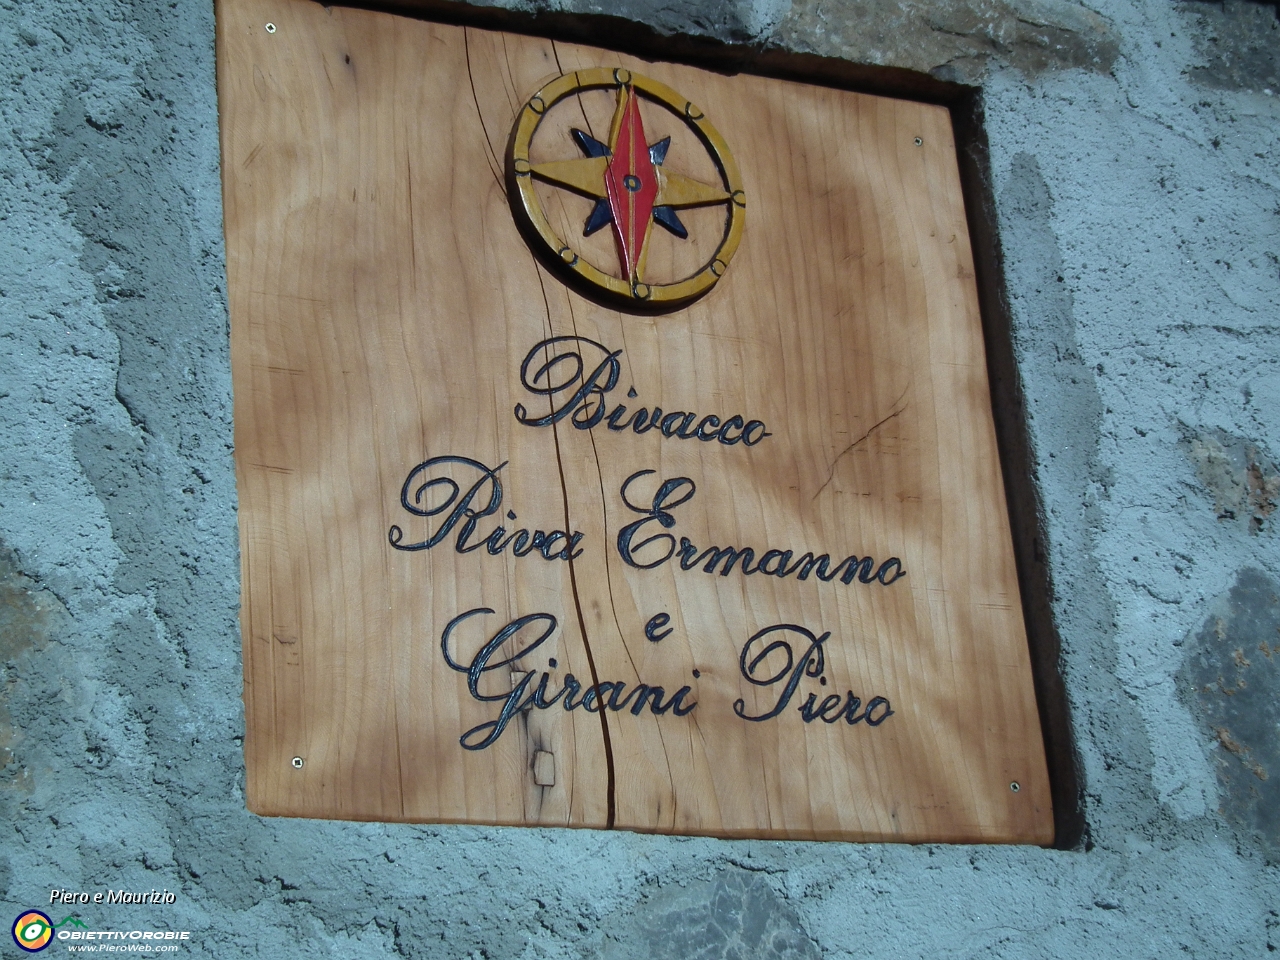 Bivacco
Riva Ermanno
e
Girani Piero
Piero e Maurizio
OBIETTIVOROBIE
www.PieroWeb.com